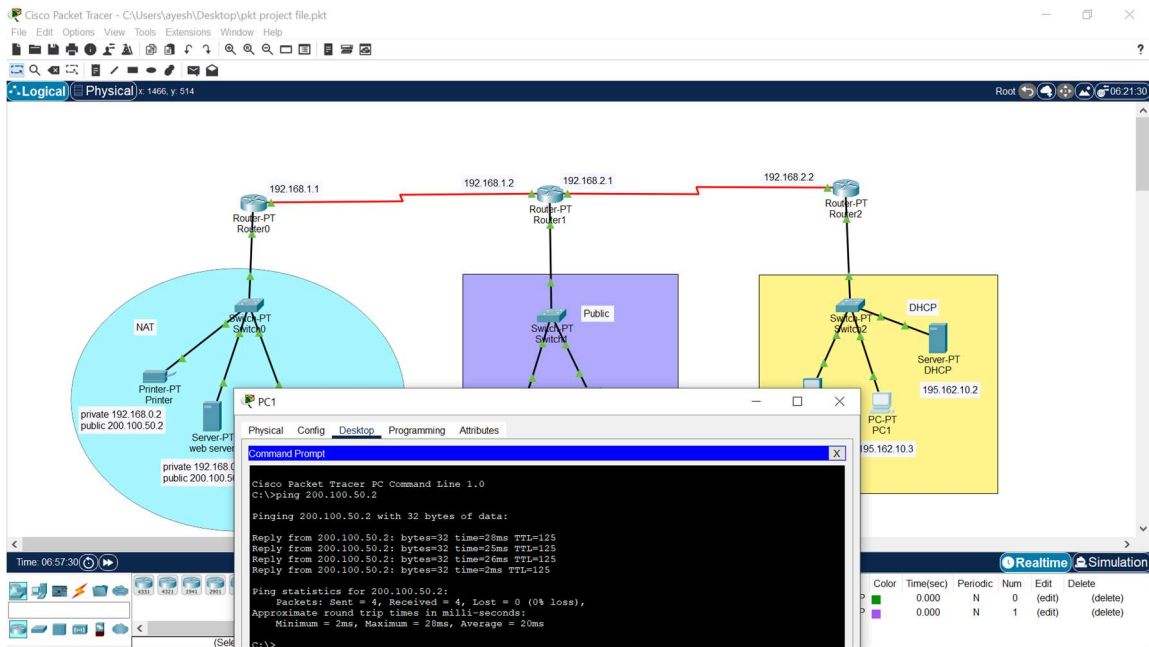 Cisco Packet Tracer - C:\Users\ayesh\Desktop\pkt project file.pkt
File Edit Options View Tools Extensions Window Help
?
Logical Physical x: 1466, y: 514
Root 06:21:30
192.168.1.1
192.168.1.2
192.168.2.1
192.168.2.2
Router-PT
Router0
Router-PT
Router1
Router-PT
Router2
NAT
Switch-PT
Switch0
Public
Switch-PT
Switch1
DHCP
Switch-PT
Switch2
Printer-PT
Printer
private 192.168.0.2
public 200.100.50.2
Server-PT
web server
private 192.168.0
public 200.100.50
Server-PT
DHCP
195.162.10.2
PC-PT
PC1
195.162.10.3
PC1
Physical Config Desktop Programming Attributes
Command Prompt X
Cisco Packet Tracer PC Command Line 1.0
C:\>ping 200.100.50.2
Pinging 200.100.50.2 with 32 bytes of data:
Reply from 200.100.50.2: bytes=32 time=28ms TTL=125
Reply from 200.100.50.2: bytes=32 time=25ms TTL=125
Reply from 200.100.50.2: bytes=32 time=26ms TTL=125
Reply from 200.100.50.2: bytes=32 time=2ms TTL=125
Ping statistics for 200.100.50.2:
Packets: Sent = 4, Received = 4, Lost = 0 (0% loss),
Approximate round trip times in milli-seconds:
Minimum = 2ms, Maximum = 28ms, Average = 20ms
C:\>
Time: 06:57:30
Realtime Simulation
4331 4321 1941 2901
(Sele
Color Time(sec) Periodic Num Edit Delete
P 0.000 N 0 (edit) (delete)
P 0.000 N 1 (edit) (delete)